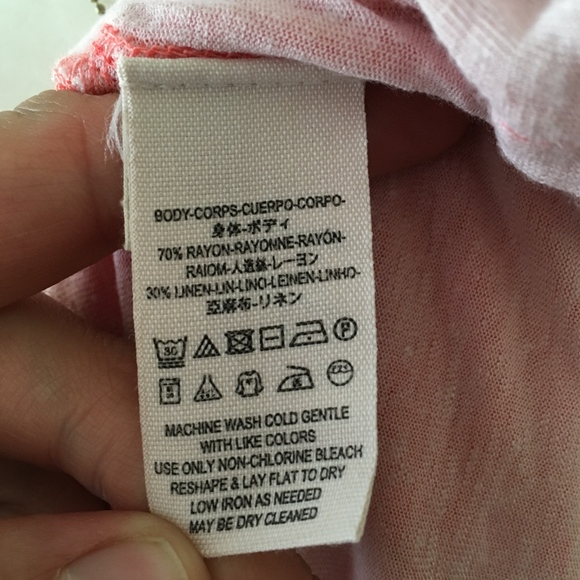 BODY-CORPS-CUERPO-CORPO-
身体-ボディ
70% RAYON-RAYONNE-RAYÓN-
RAIOM-人造絲-レーヨン
30% LINEN-LIN-LINO-LEINEN-LINHO-
亞麻布-リネン
30
P
MACHINE WASH COLD GENTLE
WITH LIKE COLORS
USE ONLY NON-CHLORINE BLEACH
RESHAPE & LAY FLAT TO DRY
LOW IRON AS NEEDED
MAY BE DRY CLEANED